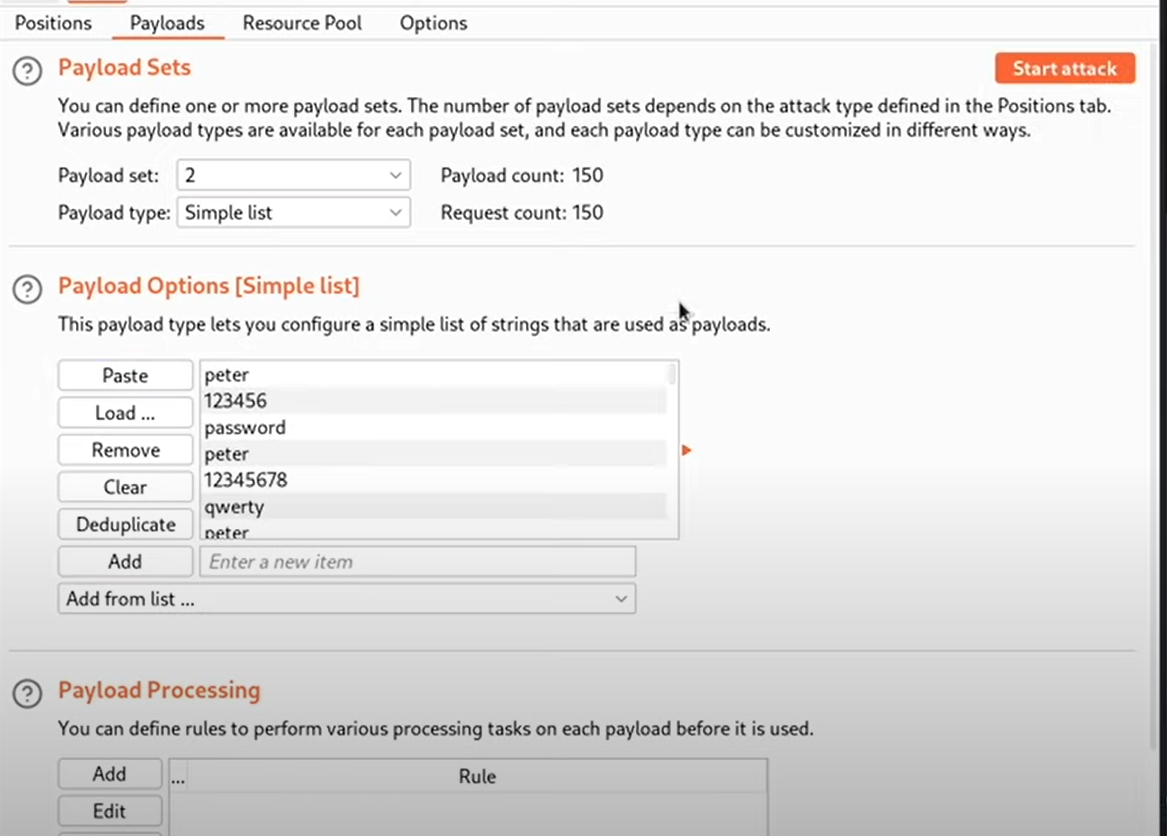 Positions Payloads Resource Pool Options
Payload Sets
Start attack
You can define one or more payload sets. The number of payload sets depends on the attack type defined in the Positions tab.
Various payload types are available for each payload set, and each payload type can be customized in different ways.
Payload set: 2 Payload count: 150
Payload type: Simple list Request count: 150
Payload Options [Simple list]
This payload type lets you configure a simple list of strings that are used as payloads.
Paste
Load ...
Remove
Clear
Deduplicate
peter
123456
password
peter
12345678
qwerty
peter
Add Enter a new item
Add from list ...
Payload Processing
You can define rules to perform various processing tasks on each payload before it is used.
Add ... Rule
Edit